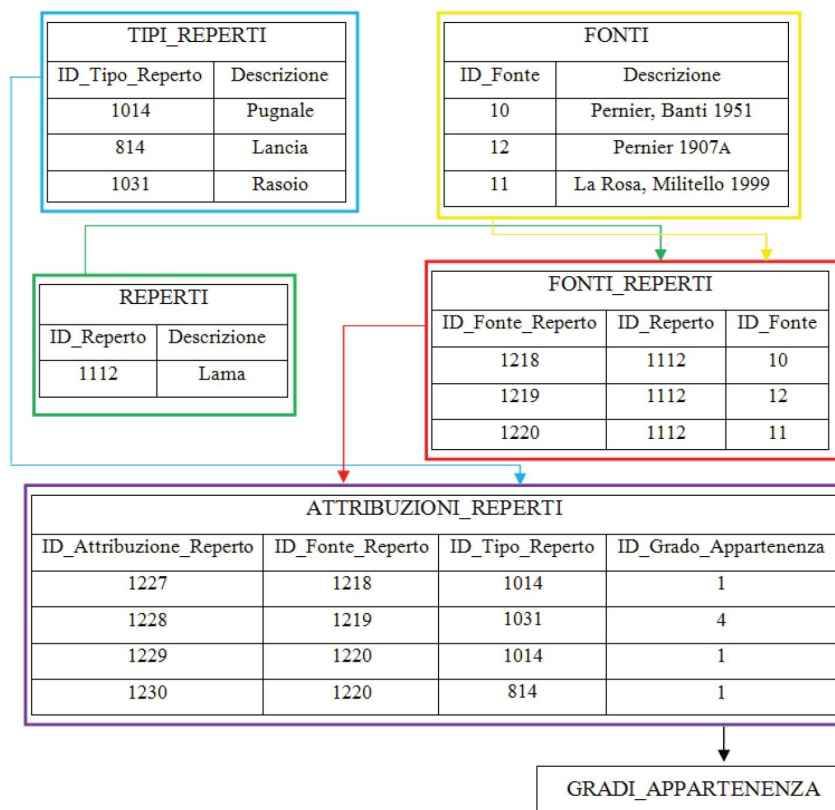 TIPI_REPERTI
ID_Tipo_Reperto Descrizione
1014 Pugnale
814 Lancia
1031 Rasoio
FONTI
ID_Fonte Descrizione
10 Pernier, Banti 1951
12 Pernier 1907A
11 La Rosa, Militello 1999
REPERTI
ID_Reperto Descrizione
1112 Lama
FONTI_REPERTI
ID_Fonte_Reperto ID_Reperto ID_Fonte
1218 1112 10
1219 1112 12
1220 1112 11
ATTRIBUZIONI_REPERTI
ID_Attribuzione_Reperto ID_Fonte_Reperto ID_Tipo_Reperto ID_Grado_Appartenenza
1227 1218 1014 1
1228 1219 1031 4
1229 1220 1014 1
1230 1220 814 1
GRADI_APPARTENENZA